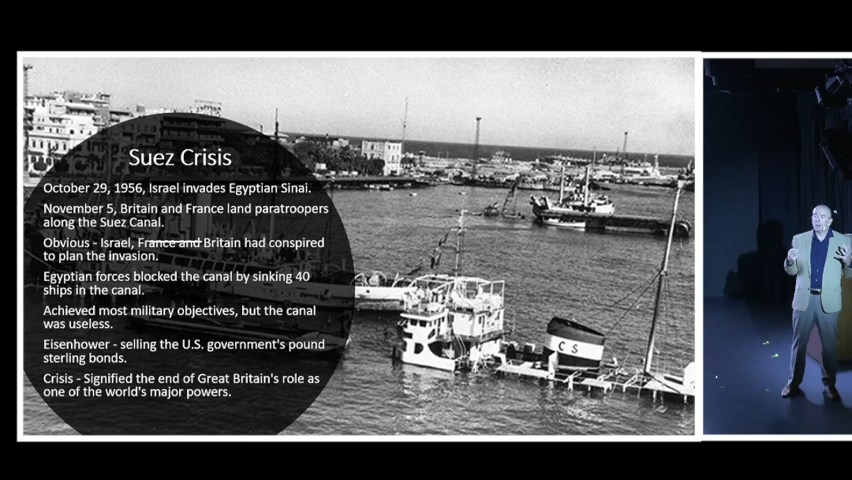 Suez Crisis
October 29, 1956, Israel invades Egyptian Sinai.
November 5, Britain and France land paratroopers
along the Suez Canal.
Obvious - Israel, France and Britain had conspired
to plan the invasion.
Egyptian forces blocked the canal by sinking 40
ships in the canal.
Achieved most military objectives, but the canal
was useless.
Eisenhower - selling the U.S. government's pound
sterling bonds.
Crisis - Signified the end of Great Britain's role as
one of the world's major powers.
C S